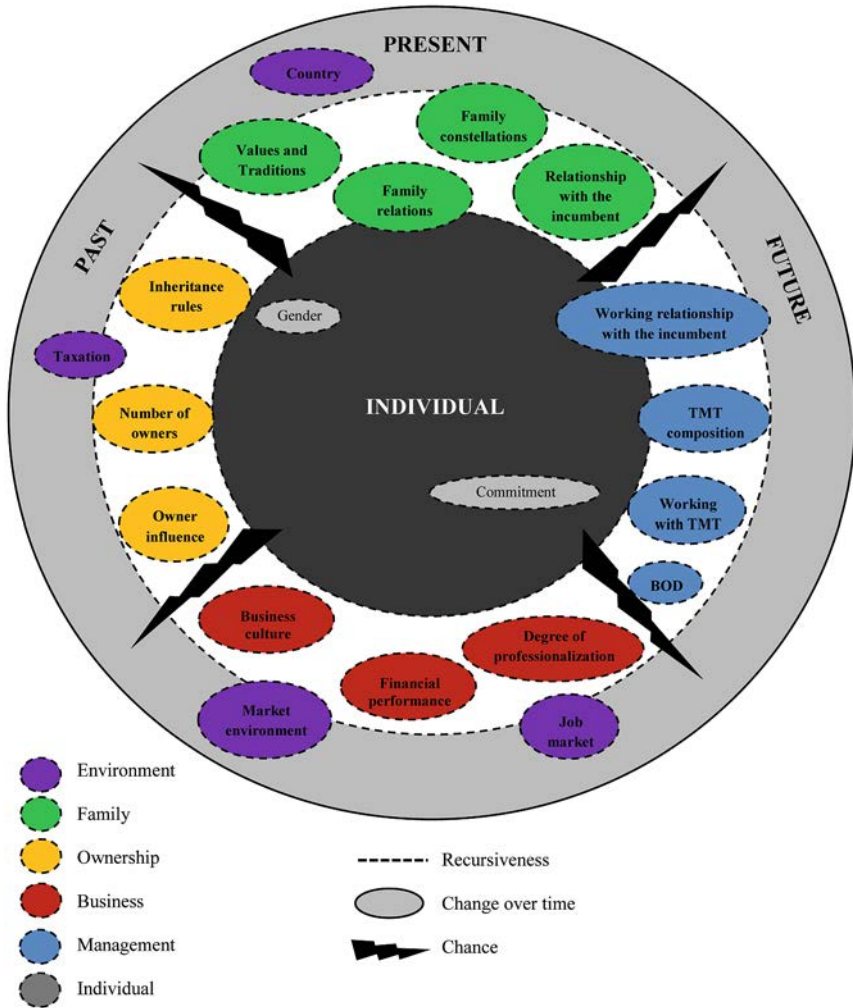 PRESENT
Country
Family
constellations
Values and
Traditions
Relationship
with the
incumbent
Family
relations
PAST
FUTURE
Inheritance
rules
Gender
Working relationship
with the incumbent
Taxation
INDIVIDUAL
Number of
owners
TMT
composition
Commitment
Owner
influence
Working
with TMT
BOD
Business
culture
Degree of
professionalization
Financial
performance
Market
environment
Job
market
Environment
Family
Ownership
Business
Management
Individual
Recursiveness
Change over time
Chance